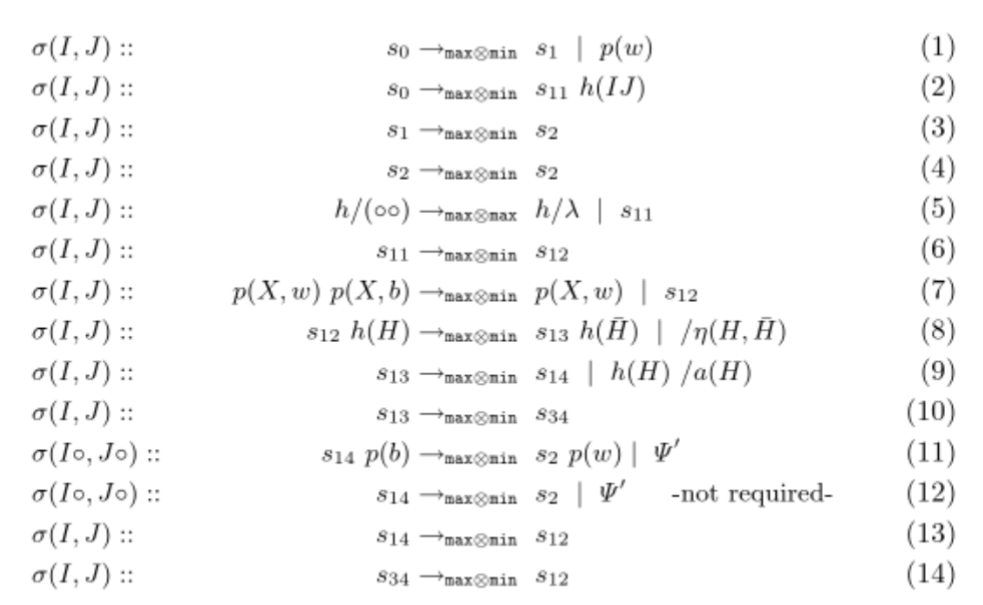 σ(I, J) :: s₀ →max⊗min s₁ | p(w) (1)
σ(I, J) :: s₀ →max⊗min s₁₁ h(IJ) (2)
σ(I, J) :: s₁ →max⊗min s₂ (3)
σ(I, J) :: s₂ →max⊗min s₂ (4)
σ(I, J) :: h/(∘∘) →max⊗max h/λ | s₁₁ (5)
σ(I, J) :: s₁₁ →max⊗min s₁₂ (6)
σ(I, J) :: p(X, w) p(X, b) →max⊗min p(X, w) | s₁₂ (7)
σ(I, J) :: s₁₂ h(H) →max⊗min s₁₃ h(H̄) | /η(H, H̄) (8)
σ(I, J) :: s₁₃ →max⊗min s₁₄ | h(H) /a(H) (9)
σ(I, J) :: s₁₃ →max⊗min s₃₄ (10)
σ(I∘, J∘) :: s₁₄ p(b) →max⊗min s₂ p(w) | Ψ′ (11)
σ(I∘, J∘) :: s₁₄ →max⊗min s₂ | Ψ′ -not required- (12)
σ(I, J) :: s₁₄ →max⊗min s₁₂ (13)
σ(I, J) :: s₃₄ →max⊗min s₁₂ (14)